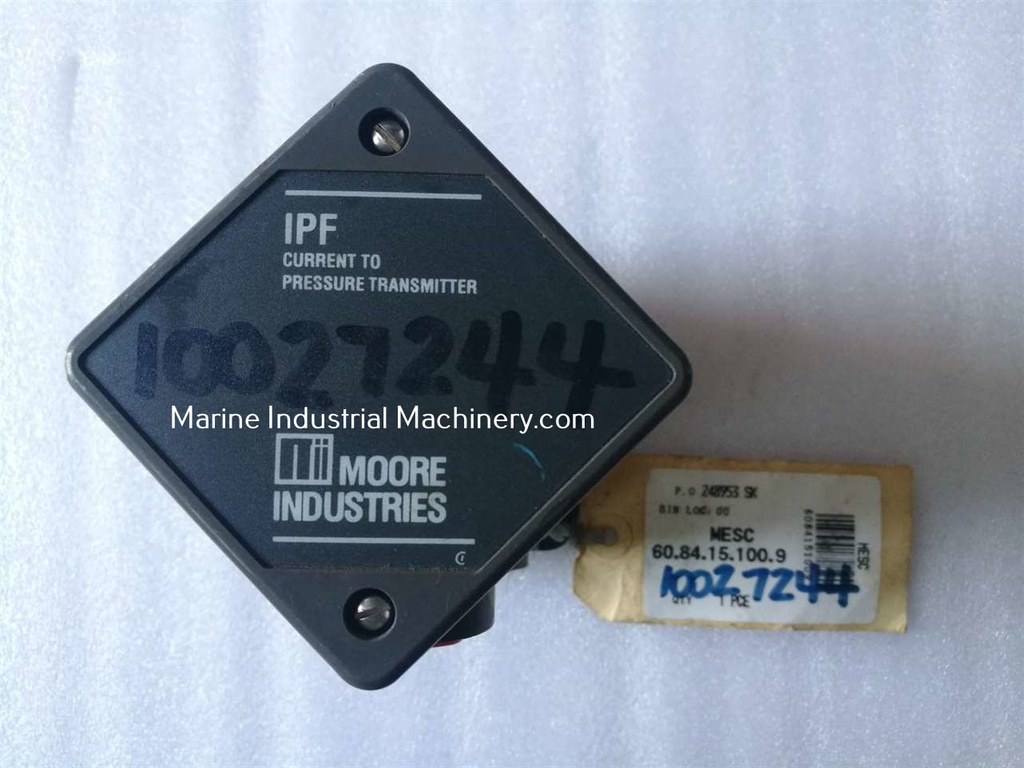 IPF
CURRENT TO
PRESSURE TRANSMITTER
10027244
Marine Industrial Machinery.com
MOORE
INDUSTRIES
P.O 240953 SK
BIN LOC: 00
MESC
60.84.15.100.9
10027244
QTY 1 PCE
MESC